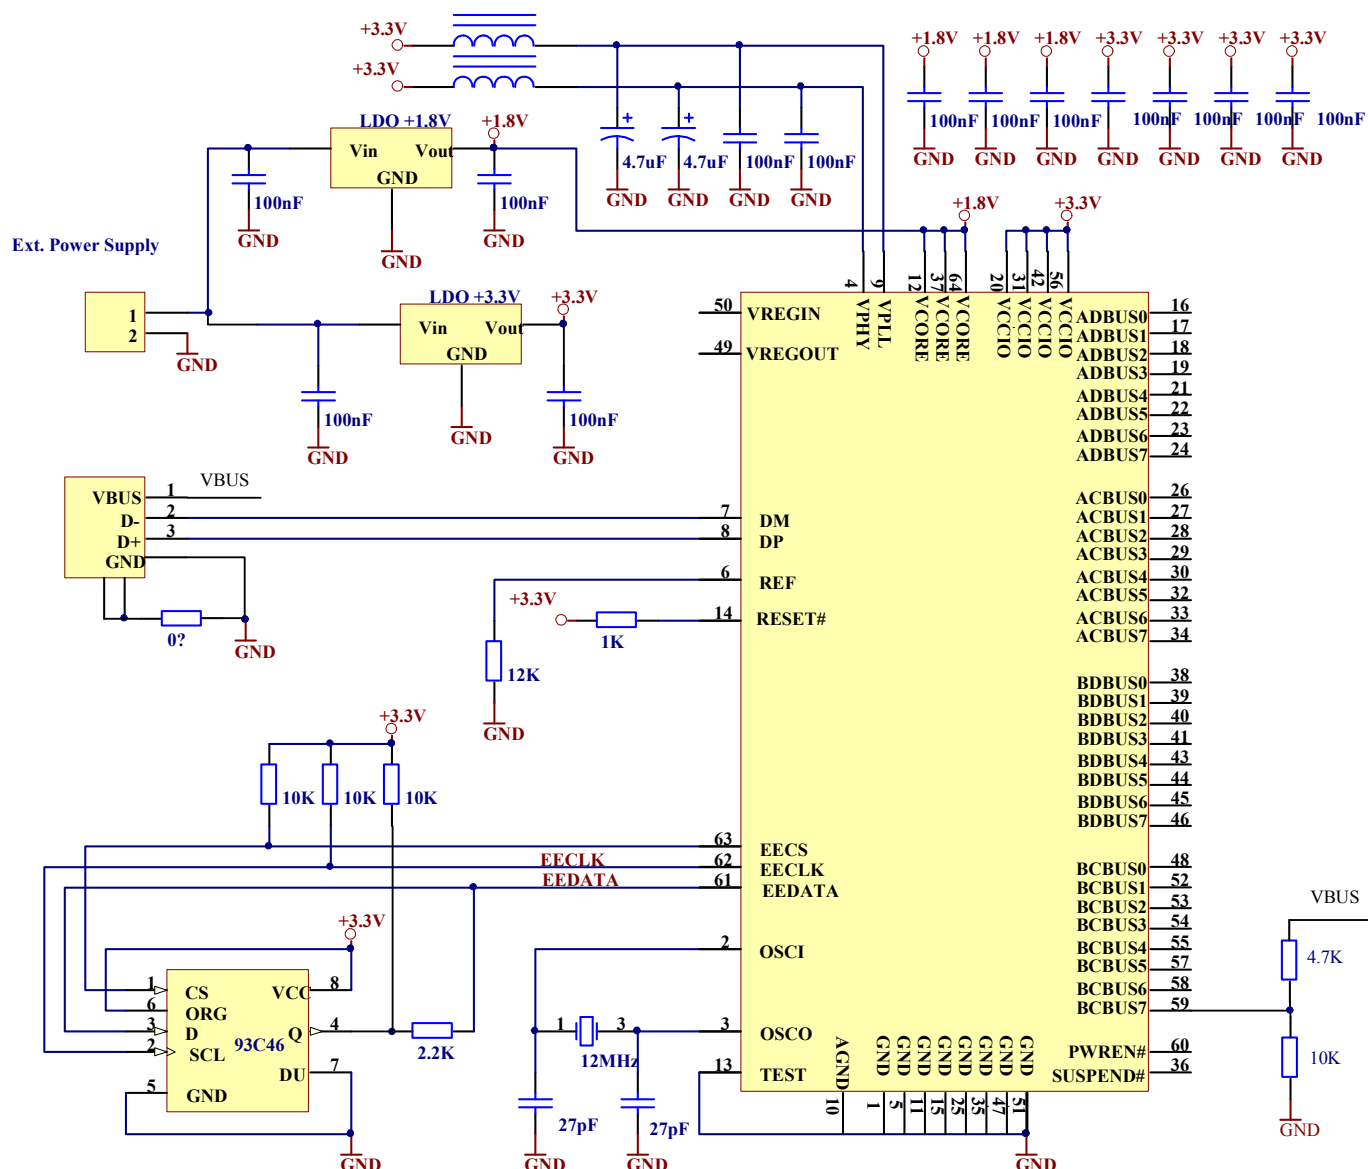 +3.3V
+3.3V
+1.8V +1.8V +1.8V +3.3V +3.3V +3.3V +3.3V
100nF 100nF 100nF 100nF 100nF 100nF 100nF
GND GND GND GND GND GND GND
LDO +1.8V
+1.8V
Vin Vout
GND
100nF
100nF
GND
GND
GND
4.7uF 4.7uF 100nF 100nF
GND GND GND GND
Ext. Power Supply
1
2
GND
LDO +3.3V
+3.3V
Vin Vout
GND
100nF
100nF
GND
GND
GND
+1.8V
+3.3V
4 9 12 37 64 20 31 42 56
VPHY VPLL VCORE VCORE VCORE VCCIO VCCIO VCCIO VCCIO
50 VREGIN
49 VREGOUT
ADBUS0 16
ADBUS1 17
ADBUS2 18
ADBUS3 19
ADBUS4 21
ADBUS5 22
ADBUS6 23
ADBUS7 24
ACBUS0 26
ACBUS1 27
ACBUS2 28
ACBUS3 29
ACBUS4 30
ACBUS5 32
ACBUS6 33
ACBUS7 34
VBUS 1 VBUS
D- 2
D+ 3
GND
0?
GND
7 DM
8 DP
6 REF
+3.3V
14 RESET#
1K
12K
GND
BDBUS0 38
BDBUS1 39
BDBUS2 40
BDBUS3 41
BDBUS4 43
BDBUS5 44
BDBUS6 45
BDBUS7 46
+3.3V
10K 10K 10K
63 EECS
EECLK 62 EECLK
EEDATA 61 EEDATA
BCBUS0 48
BCBUS1 52
BCBUS2 53
BCBUS3 54
BCBUS4 55
BCBUS5 57
BCBUS6 58
BCBUS7 59
VBUS
4.7K
10K
GND
+3.3V
1 CS VCC 8
6 ORG
3 D Q 4
2 SCL
93C46
2.2K
DU 7
5 GND
GND
2 OSCI
1 3
12MHz
3 OSCO
13 TEST
27pF 27pF
GND GND
PWREN# 60
SUSPEND# 36
AGND GND GND GND GND GND GND GND GND
10 1 5 11 15 25 35 47 51
GND